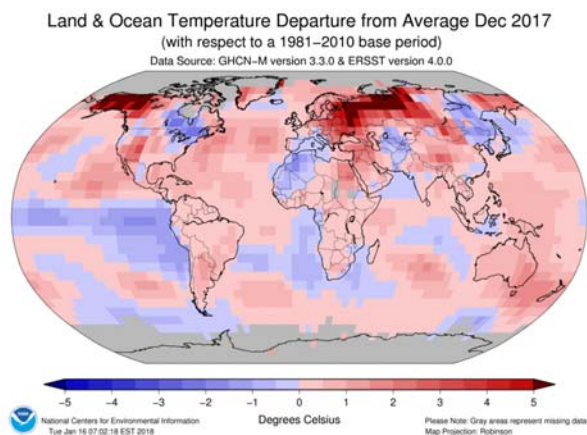 Land & Ocean Temperature Departure from Average Dec 2017
(with respect to a 1981–2010 base period)
Data Source: GHCN–M version 3.3.0 & ERSST version 4.0.0
−5 −4 −3 −2 −1 0 1 2 3 4 5
Degrees Celsius
National Centers for Environmental Information
Tue Jan 16 07:02:18 EST 2018
Please Note: Gray areas represent missing data
Map Projection: Robinson